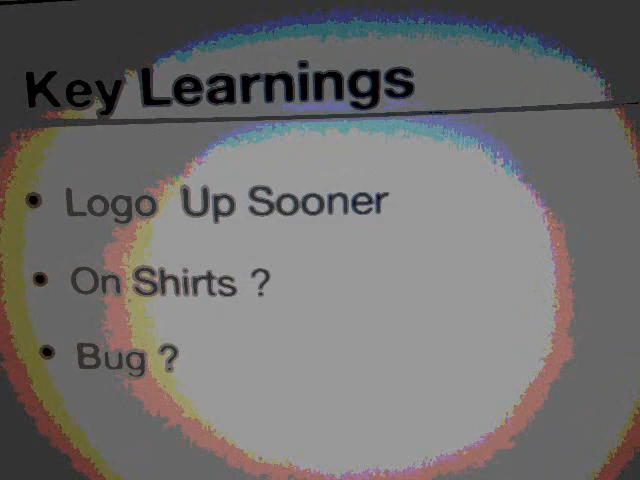 Key Learnings
• Logo Up Sooner
• On Shirts ?
• Bug ?